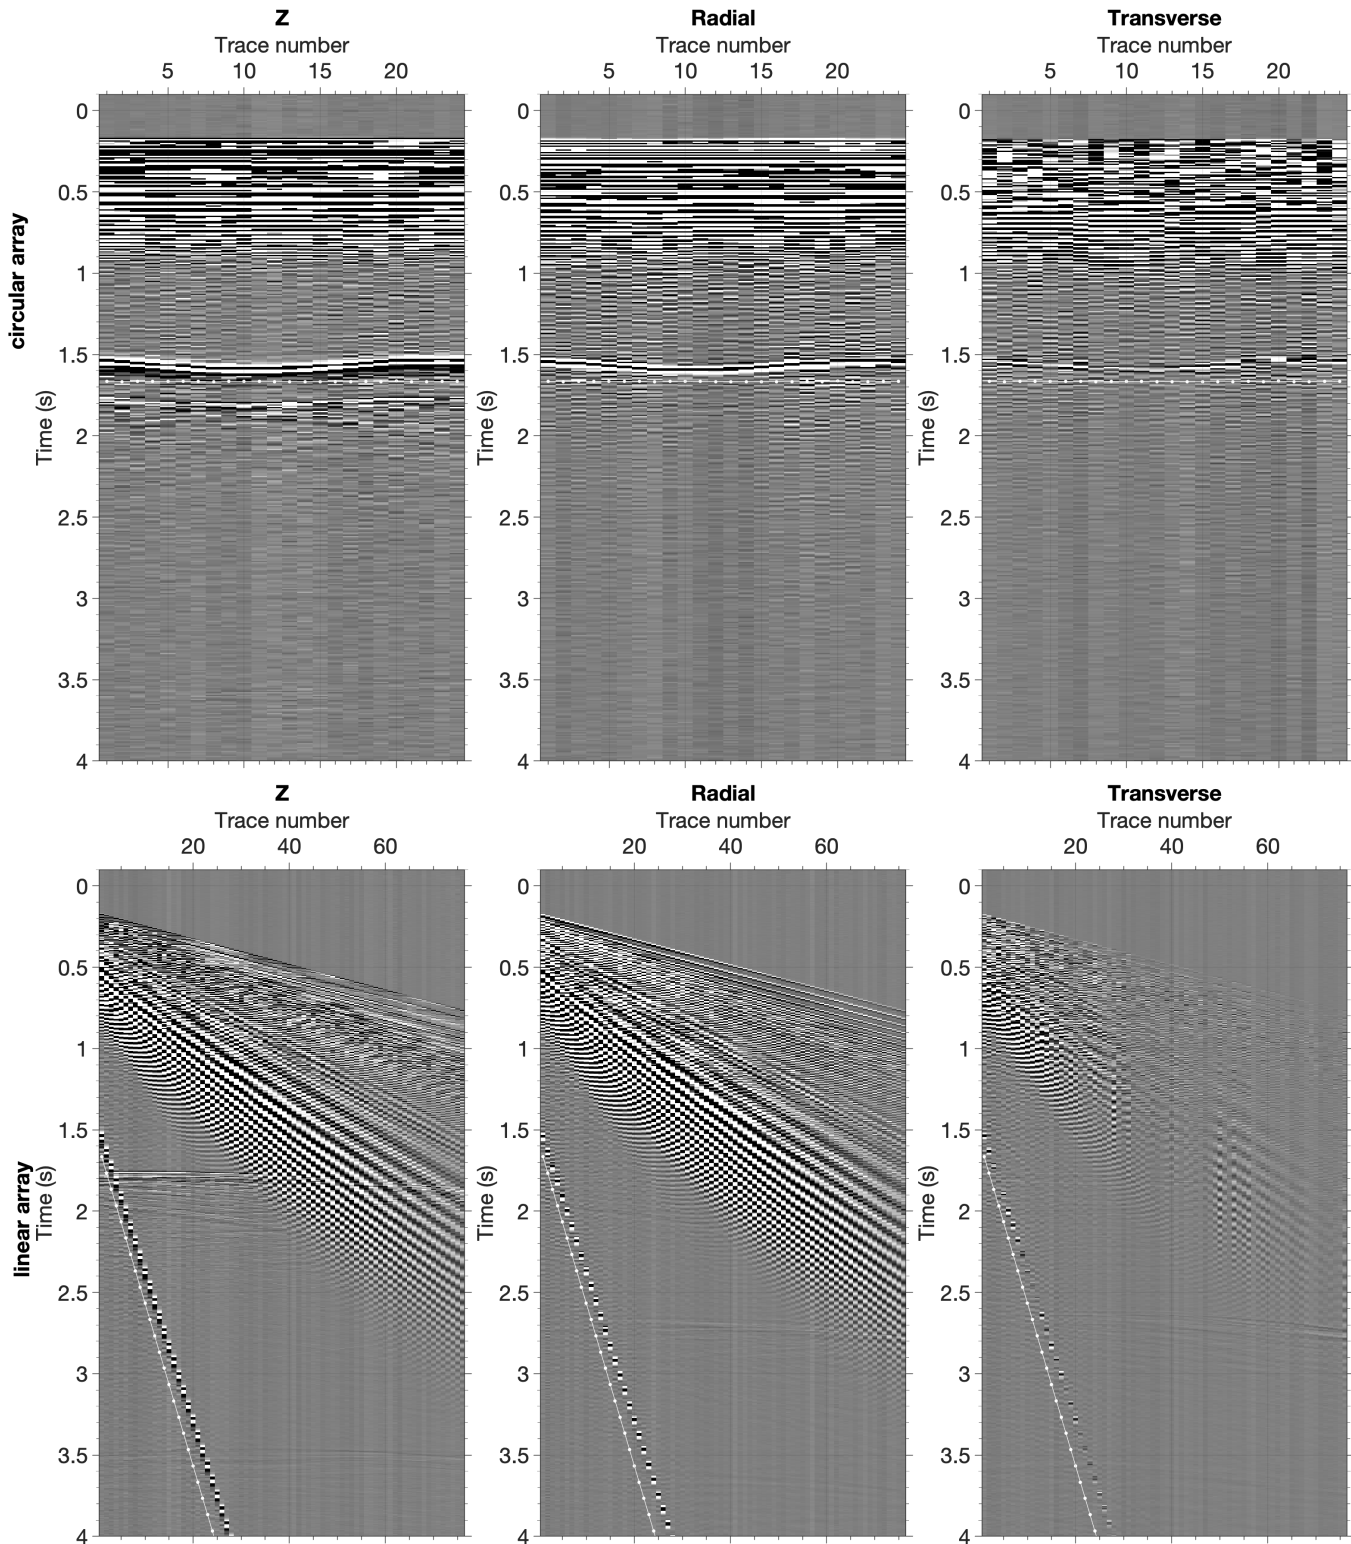 Z Radial Transverse
Trace number Trace number Trace number
5 10 15 20 5 10 15 20 5 10 15 20
0 0 0
0.5 0.5 0.5
1 1 1
1.5 1.5 1.5
2 2 2
2.5 2.5 2.5
3 3 3
3.5 3.5 3.5
4 4 4
circular array
Time (s) Time (s) Time (s)
Z Radial Transverse
Trace number Trace number Trace number
20 40 60 20 40 60 20 40 60
0 0 0
0.5 0.5 0.5
1 1 1
1.5 1.5 1.5
2 2 2
2.5 2.5 2.5
3 3 3
3.5 3.5 3.5
4 4 4
linear array
Time (s) Time (s) Time (s)